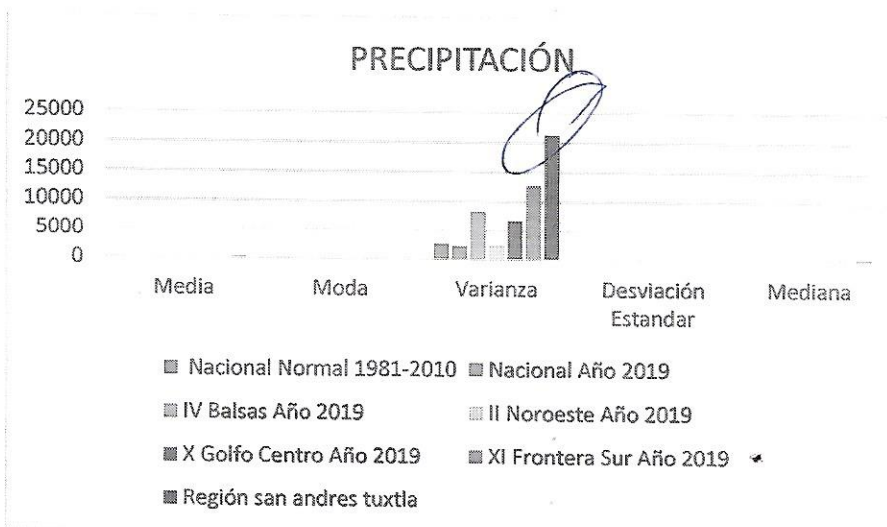 PRECIPITACIÓN
25000
20000
15000
10000
5000
0
Media Moda Varianza Desviación Estandar Mediana
Nacional Normal 1981-2010 Nacional Año 2019
IV Balsas Año 2019 II Noroeste Año 2019
X Golfo Centro Año 2019 XI Frontera Sur Año 2019
Región san andres tuxtla